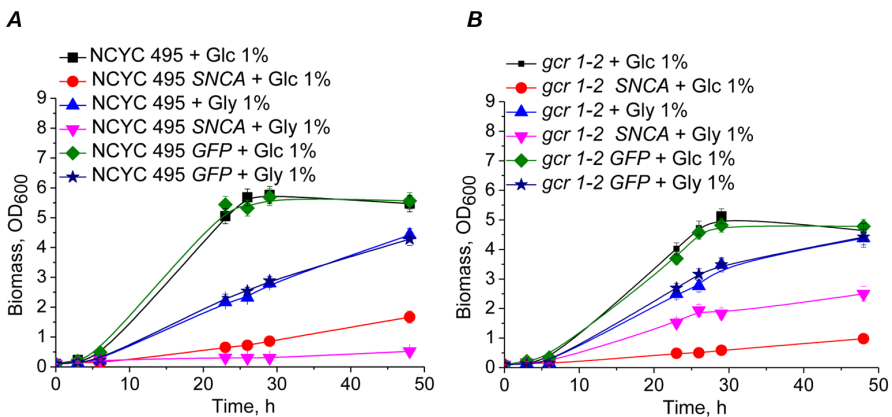 A
NCYC 495 + Glc 1%
NCYC 495 SNCA + Glc 1%
NCYC 495 + Gly 1%
NCYC 495 SNCA + Gly 1%
NCYC 495 GFP + Glc 1%
NCYC 495 GFP + Gly 1%
Biomass, OD600
9
8
7
6
5
4
3
2
1
0
0 10 20 30 40 50
Time, h
B
gcr 1-2 + Glc 1%
gcr 1-2 SNCA + Glc 1%
gcr 1-2 + Gly 1%
gcr 1-2 SNCA + Gly 1%
gcr 1-2 GFP + Glc 1%
gcr 1-2 GFP + Gly 1%
Biomass, OD600
9
8
7
6
5
4
3
2
1
0
0 10 20 30 40 50
Time, h